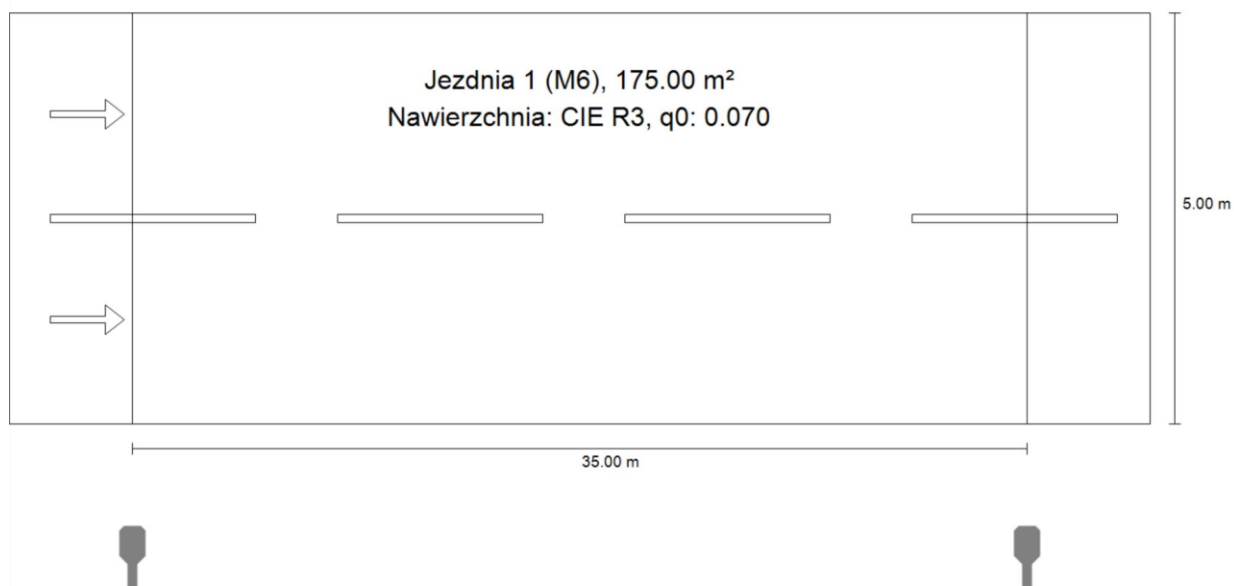 Jezdnia 1 (M6), 175.00 m²
Nawierzchnia: CIE R3, q0: 0.070
5.00 m
35.00 m